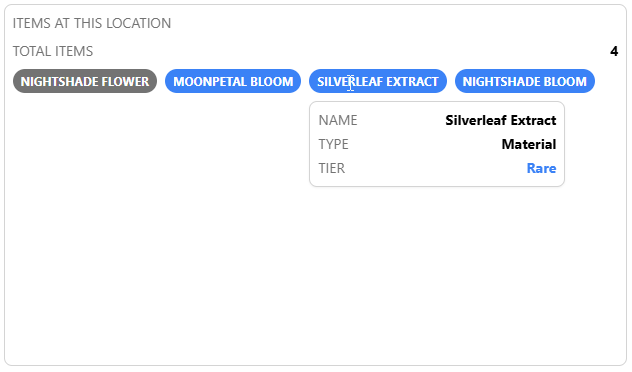 ITEMS AT THIS LOCATION
TOTAL ITEMS 4
NIGHTSHADE FLOWER MOONPETAL BLOOM SILVERLEAF EXTRACT NIGHTSHADE BLOOM
NAME Silverleaf Extract
TYPE Material
TIER Rare